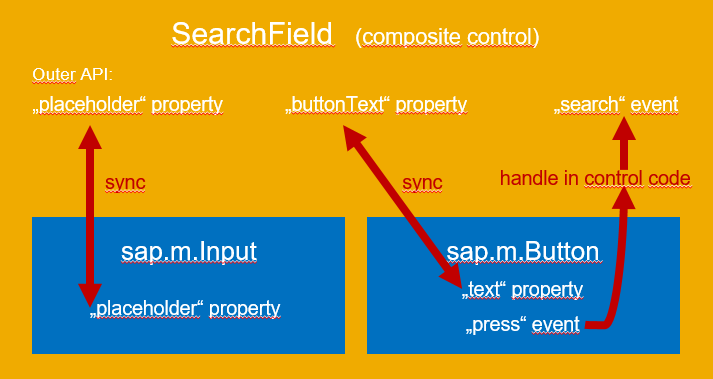 SearchField (composite control)
Outer API:
„placeholder“ property „buttonText“ property „search“ event
sync sync handle in control code
sap.m.Input sap.m.Button
„text“ property
„placeholder“ property
„press“ event